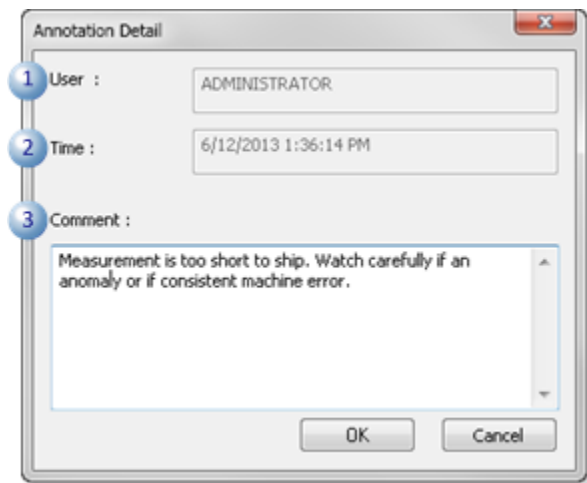 Annotation Detail
1 User :
ADMINISTRATOR
2 Time :
6/12/2013 1:36:14 PM
3 Comment :
Measurement is too short to ship. Watch carefully if an
anomaly or if consistent machine error.
OK Cancel